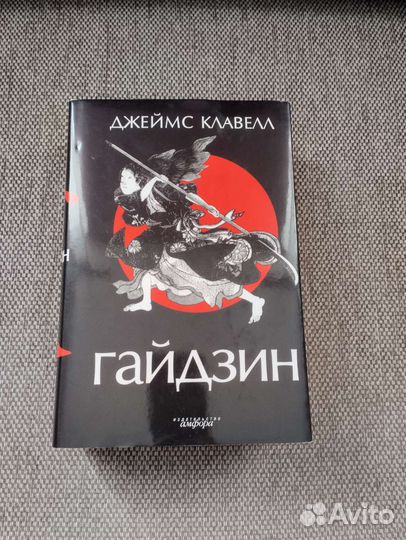 ДЖЕЙМС КЛАВЕЛЛ
Н
гайдзин
издательство
амфора
Avito